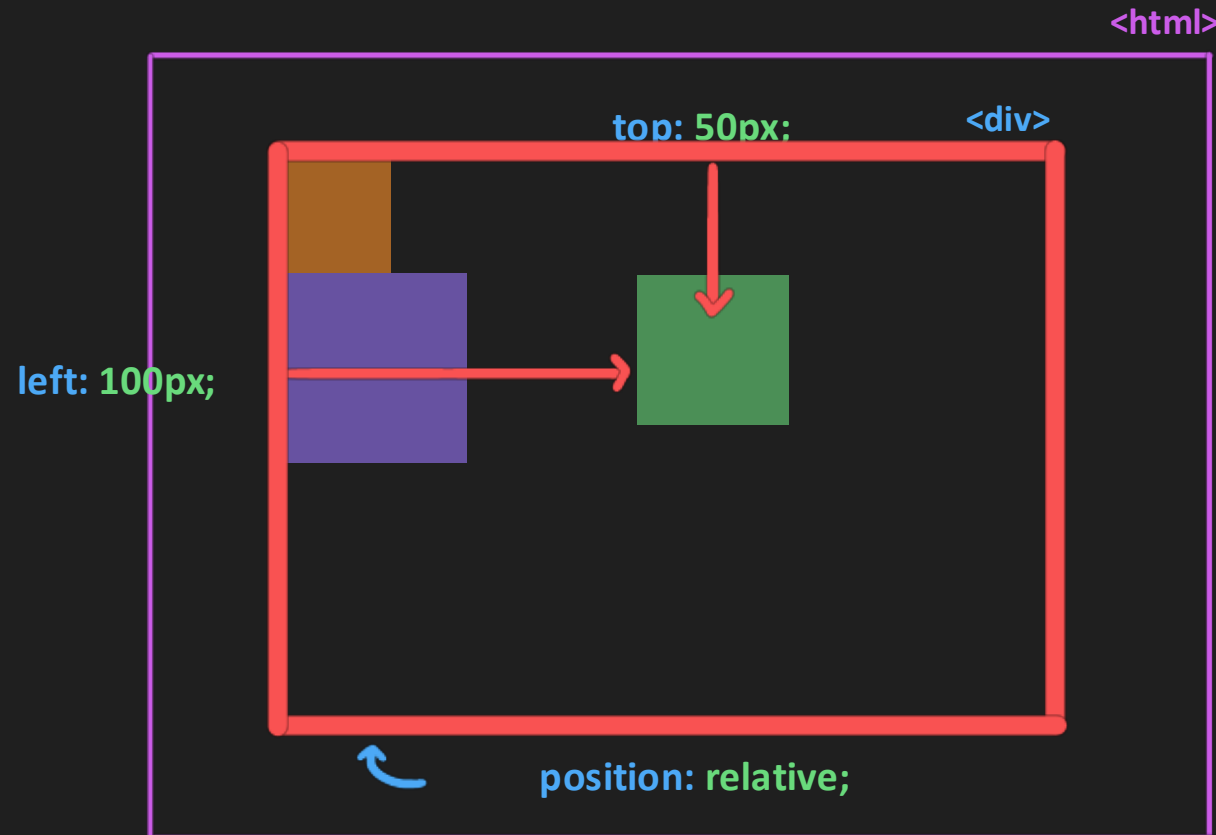 <html>
top: 50px;
<div>
left: 100px;
position: relative;